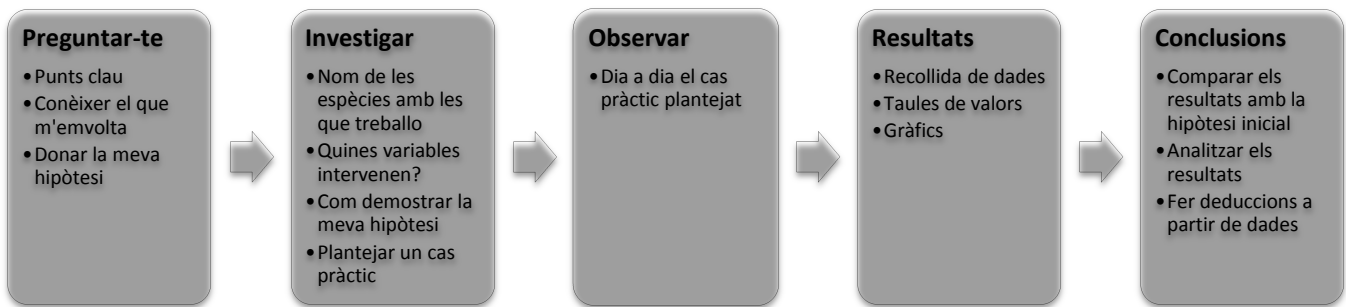 Preguntar-te
•Punts clau
•Conèixer el que
m'emvolta
•Donar la meva
hipòtesi
Investigar
•Nom de les
espècies amb les
que treballo
•Quines variables
intervenen?
•Com demostrar la
meva hipòtesi
•Plantejar un cas
pràctic
Observar
•Dia a dia el cas
pràctic plantejat
Resultats
•Recollida de dades
•Taules de valors
•Gràfics
Conclusions
•Comparar els
resultats amb la
hipòtesi inicial
•Analitzar els
resultats
•Fer deduccions a
partir de dades